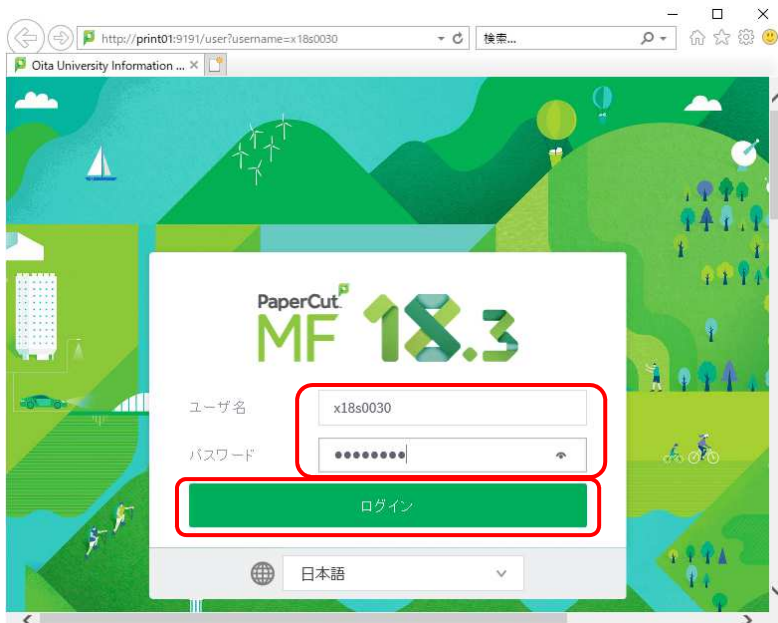 http://print01:9191/user?username=x18s0030
検索...
Oita University Information ...
PaperCut
MF 18.3
ユーザ名
x18s0030
パスワード
ログイン
日本語